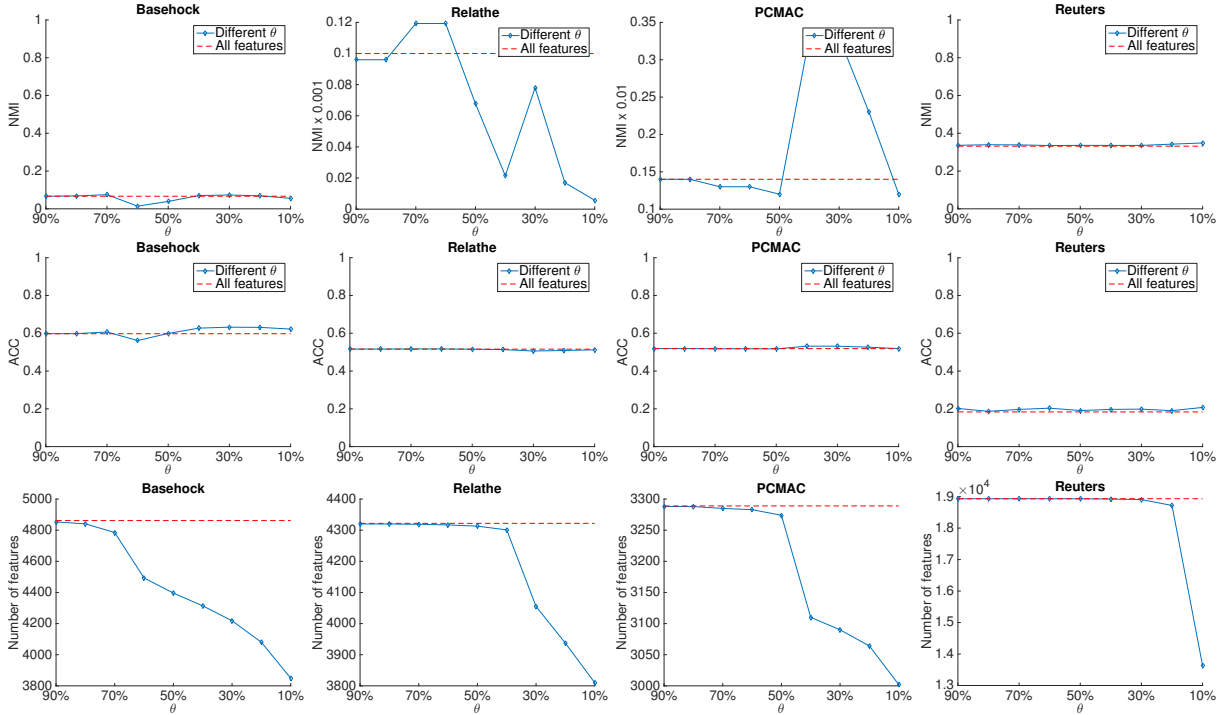 Basehock
1
0.8
0.6
0.4
0.2
0
NMI
90%
70%
50%
30%
10%
θ
Different θ
All features
Relathe
0.12
0.1
0.08
0.06
0.04
0.02
0
NMI x 0.001
90%
70%
50%
30%
10%
θ
Different θ
All features
PCMAC
0.35
0.3
0.25
0.2
0.15
0.1
NMI x 0.01
90%
70%
50%
30%
10%
θ
Different θ
All features
Reuters
1
0.8
0.6
0.4
0.2
0
NMI
90%
70%
50%
30%
10%
θ
Different θ
All features
Basehock
1
0.8
0.6
0.4
0.2
0
ACC
90%
70%
50%
30%
10%
θ
Different θ
All features
Relathe
1
0.8
0.6
0.4
0.2
0
ACC
90%
70%
50%
30%
10%
θ
Different θ
All features
PCMAC
1
0.8
0.6
0.4
0.2
0
ACC
90%
70%
50%
30%
10%
θ
Different θ
All features
Reuters
1
0.8
0.6
0.4
0.2
0
ACC
90%
70%
50%
30%
10%
θ
Different θ
All features
Basehock
5000
4800
4600
4400
4200
4000
3800
Number of features
90%
70%
50%
30%
10%
θ
Relathe
4400
4300
4200
4100
4000
3900
3800
Number of features
90%
70%
50%
30%
10%
θ
PCMAC
3300
3250
3200
3150
3100
3050
3000
Number of features
90%
70%
50%
30%
10%
θ
Reuters
×10⁴
1.9
1.8
1.7
1.6
1.5
1.4
1.3
Number of features
90%
70%
50%
30%
10%
θ